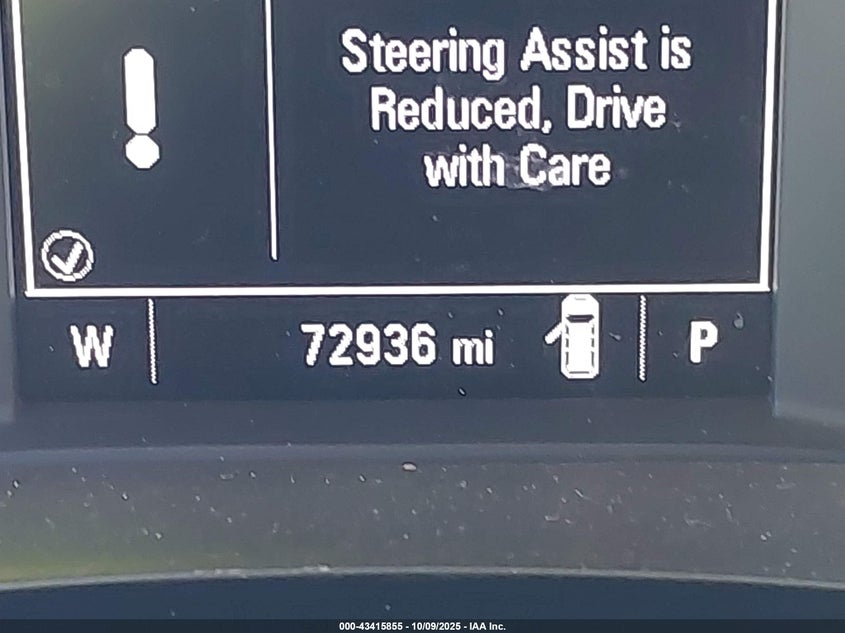 Steering Assist is
Reduced, Drive
with Care
W 72936 mi P
000-43415855 - 10/09/2025 - IAA Inc.